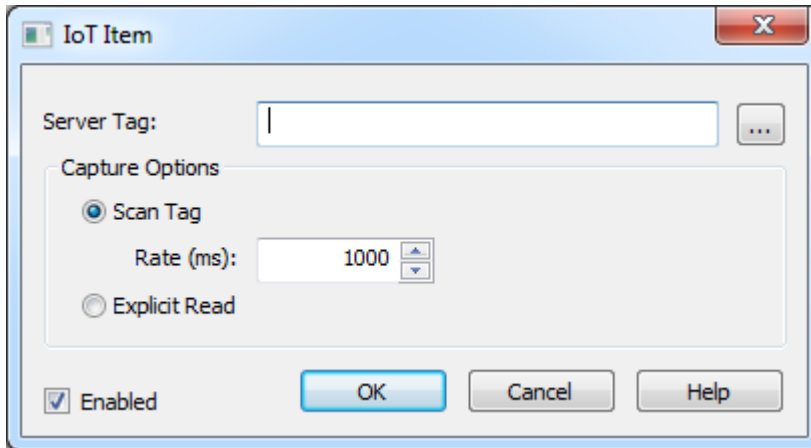 IoT Item
Server Tag:
...
Capture Options
Scan Tag
Rate (ms): 1000
Explicit Read
Enabled OK Cancel Help